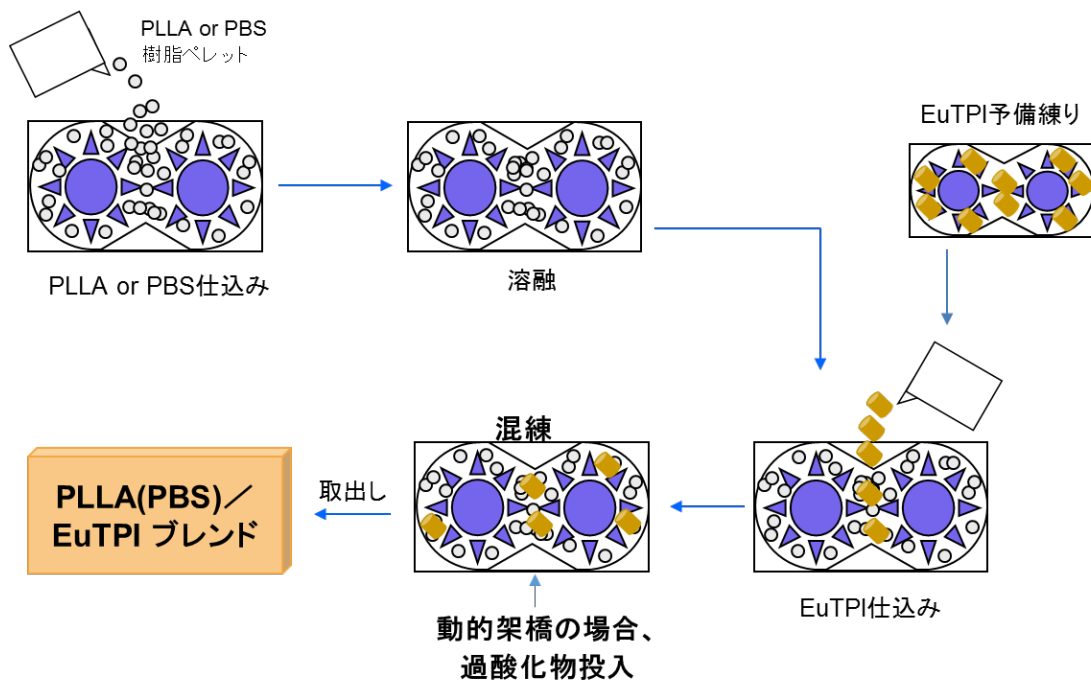 PLLA or PBS
樹脂ペレット
EuTPI予備練り
PLLA or PBS仕込み
溶融
混練
取出し
PLLA(PBS)／
EuTPI ブレンド
EuTPI仕込み
動的架橋の場合、
過酸化物投入